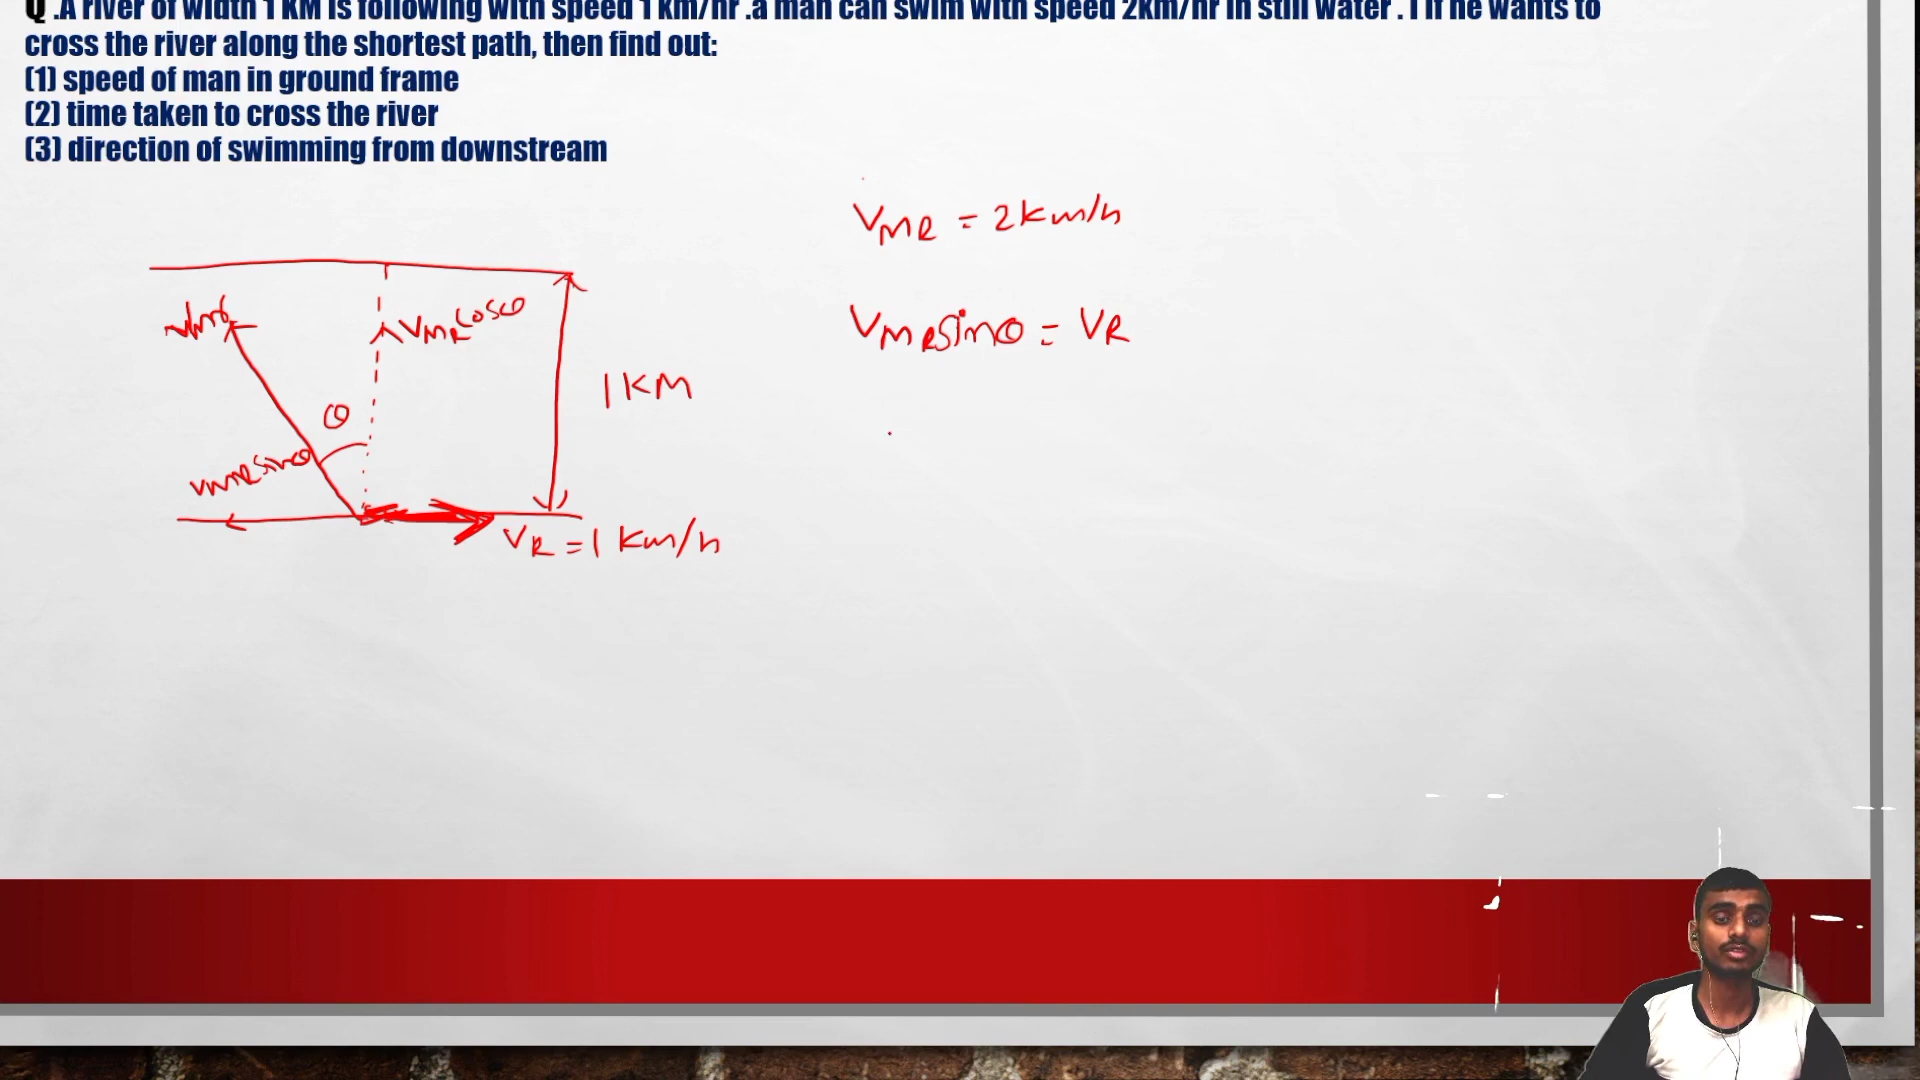 Q .A river of width 1 KM is following with speed 1 km/hr .a man can swim with speed 2km/hr in still water . I if he wants to
cross the river along the shortest path, then find out:
(1) speed of man in ground frame
(2) time taken to cross the river
(3) direction of swimming from downstream
VMR = 2km/h
VMR cosθ
VMR sinθ = VR
θ
1KM
VMR sinθ
VR = 1 Km/h